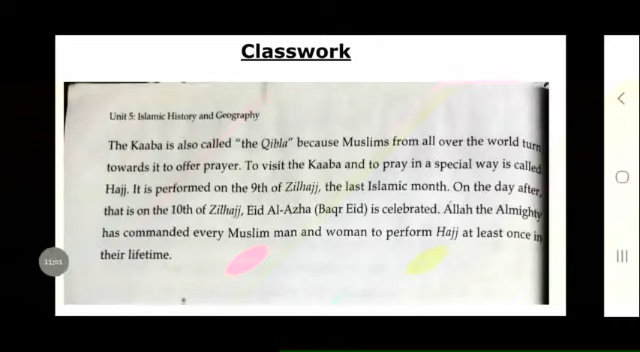 Classwork
Unit 5: Islamic History and Geography
The Kaaba is also called "the Qibla" because Muslims from all over the world turn
towards it to offer prayer. To visit the Kaaba and to pray in a special way is called
Hajj. It is performed on the 9th of Zilhajj, the last Islamic month. On the day after,
that is on the 10th of Zilhajj, Eid Al-Azha (Baqr Eid) is celebrated. Allah the Almighty
has commanded every Muslim man and woman to perform Hajj at least once in
their lifetime.
11:01